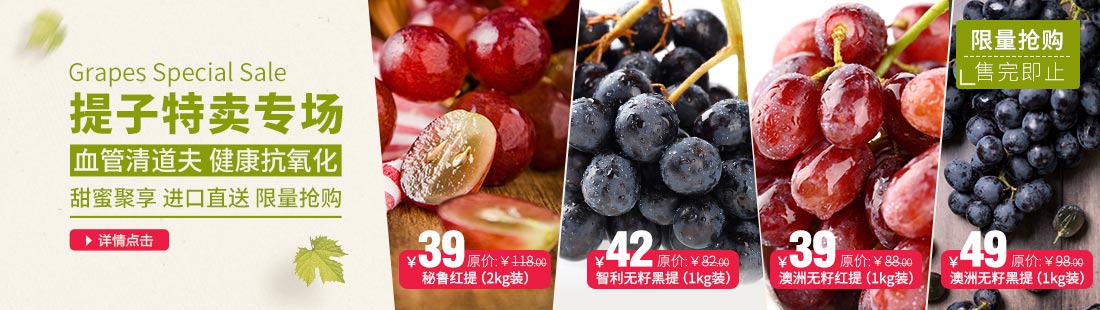 Grapes Special Sale
提子特卖专场
血管清道夫 健康抗氧化
甜蜜聚享 进口直送 限量抢购
详情点击
¥39 原价:¥118.00
秘鲁红提（2kg装）
¥42 原价:¥82.00
智利无籽黑提（1kg装）
¥39 原价:¥88.00
澳洲无籽红提（1kg装）
限量抢购
售完即止
¥49 原价:¥98.00
澳洲无籽黑提（1kg装）